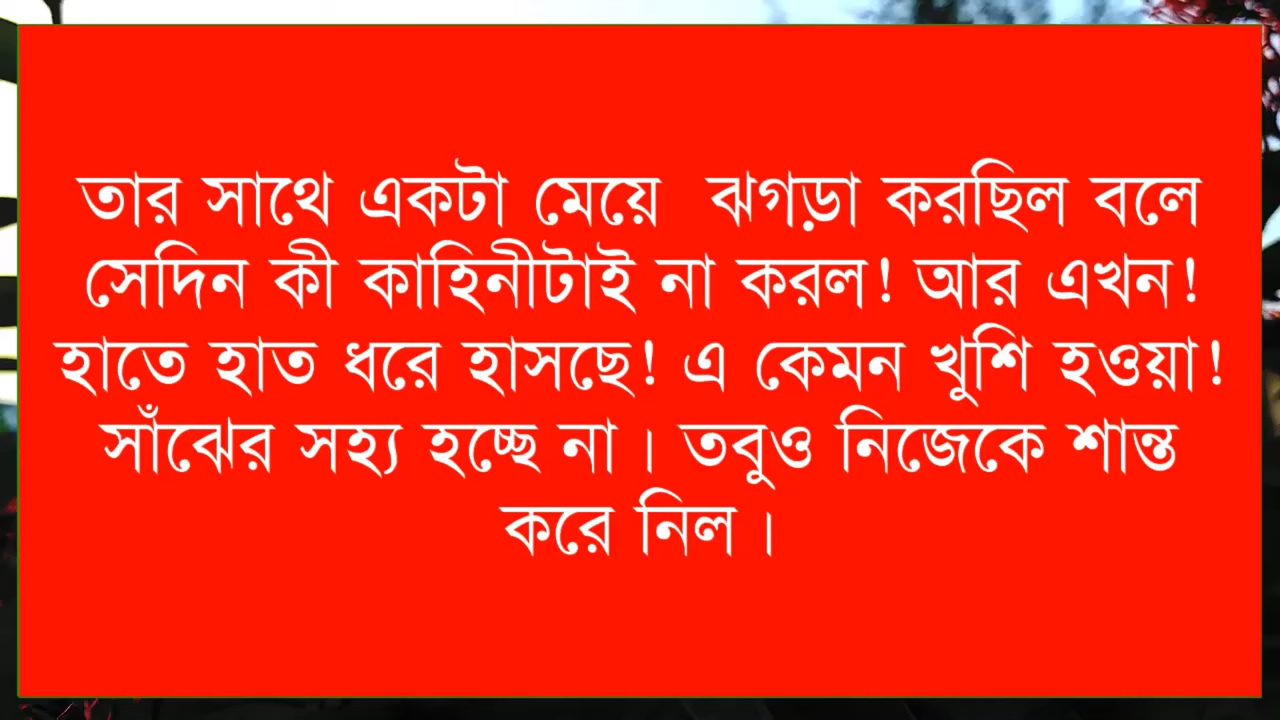 তার সাথে একটা মেয়ে  ঝগড়া করছিল বলে
সেদিন কী কাহিনীটাই না করল! আর এখন!
হাতে হাত ধরে হাসছে! এ কেমন খুশি হওয়া!
সাঁঝের সহ্য হচ্ছে না। তবুও নিজেকে শান্ত
করে নিল।